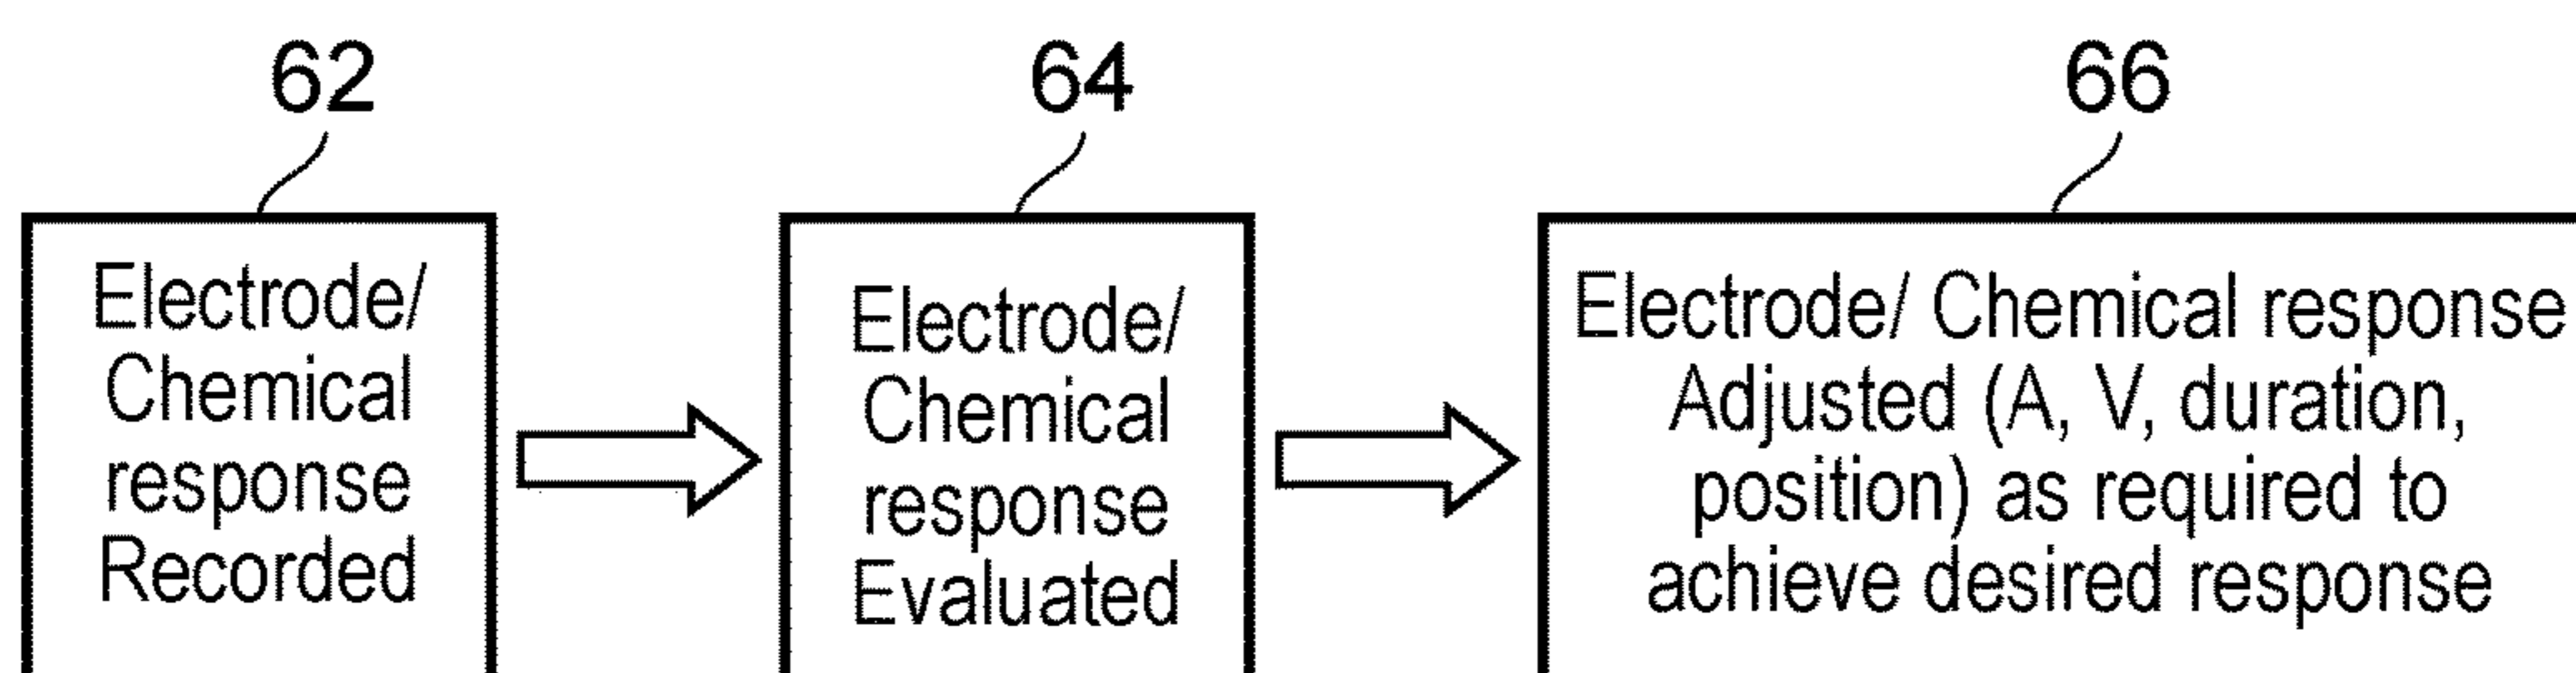 62
64
66
Electrode/
Chemical
response
Recorded
Electrode/
Chemical
response
Evaluated
Electrode/ Chemical response
Adjusted (A, V, duration,
position) as required to
achieve desired response